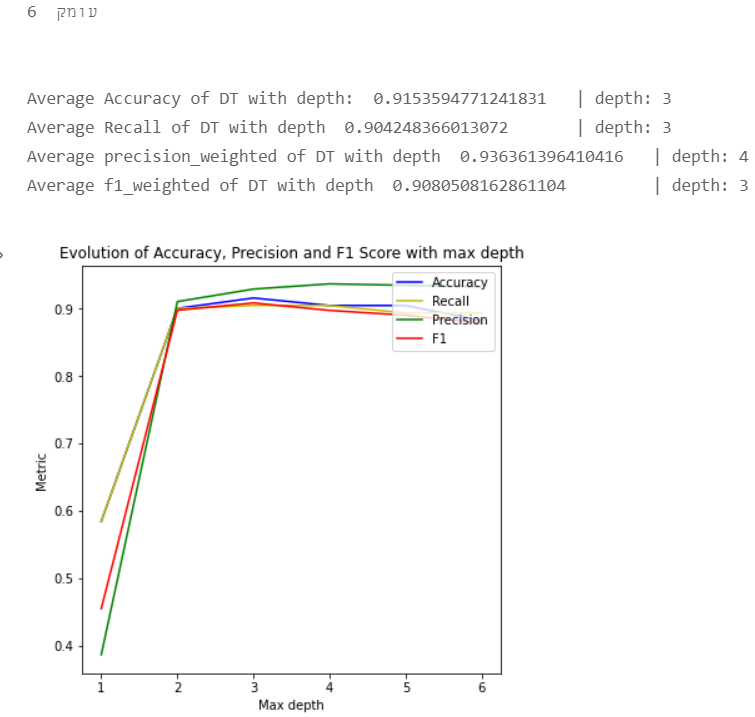 עומק 6
Average Accuracy of DT with depth: 0.9153594771241831 | depth: 3
Average Recall of DT with depth 0.904248366013072 | depth: 3
Average precision_weighted of DT with depth 0.936361396410416 | depth: 4
Average f1_weighted of DT with depth 0.9080508162861104 | depth: 3
Evolution of Accuracy, Precision and F1 Score with max depth
Accuracy
Recall
Precision
F1
0.9
0.8
0.7
0.6
0.5
0.4
Metric
1 2 3 4 5 6
Max depth